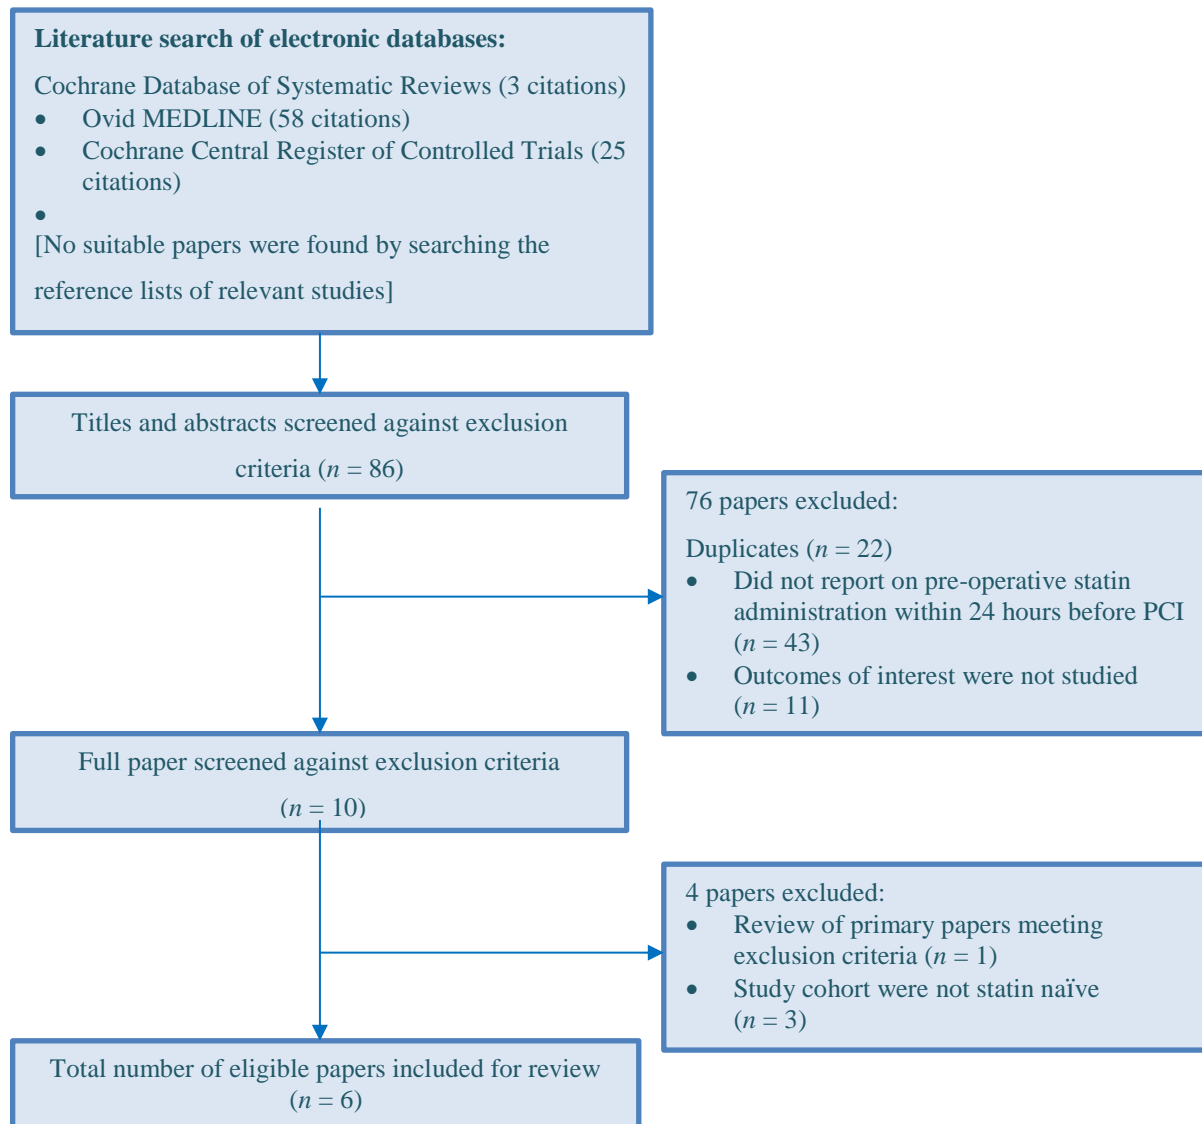 Literature search of electronic databases:
Cochrane Database of Systematic Reviews (3 citations)
• Ovid MEDLINE (58 citations)
• Cochrane Central Register of Controlled Trials (25
citations)
•
[No suitable papers were found by searching the
reference lists of relevant studies]
Titles and abstracts screened against exclusion
criteria (n = 86)
76 papers excluded:
Duplicates (n = 22)
• Did not report on pre-operative statin
administration within 24 hours before PCI
(n = 43)
• Outcomes of interest were not studied
(n = 11)
Full paper screened against exclusion criteria
(n = 10)
4 papers excluded:
• Review of primary papers meeting
exclusion criteria (n = 1)
• Study cohort were not statin naïve
(n = 3)
Total number of eligible papers included for review
(n = 6)